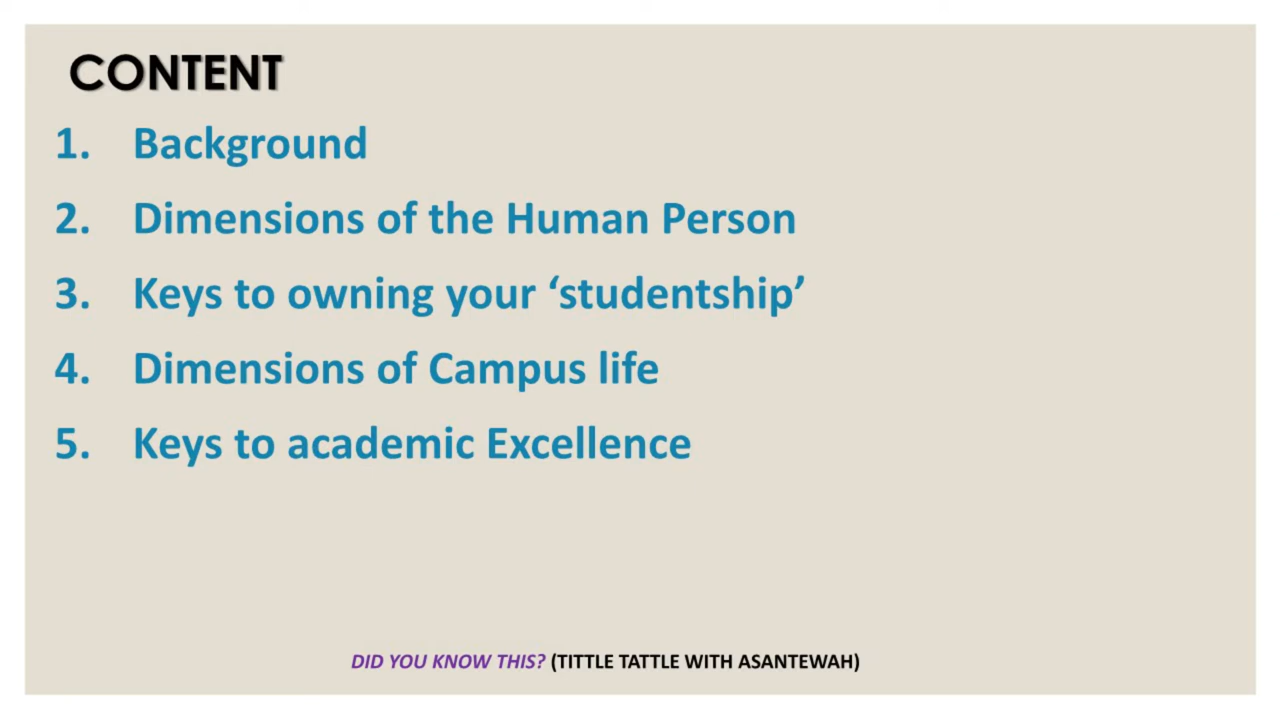 CONTENT
1. Background
2. Dimensions of the Human Person
3. Keys to owning your ‘studentship’
4. Dimensions of Campus life
5. Keys to academic Excellence
DID YOU KNOW THIS? (TITTLE TATTLE WITH ASANTEWAH)